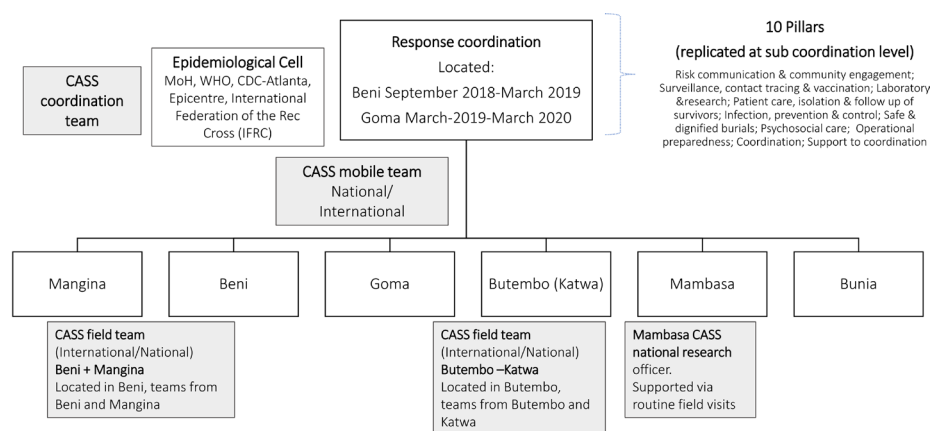 CASS
coordination
team
Epidemiological Cell
MoH, WHO, CDC-Atlanta,
Epicentre, International
Federation of the Rec
Cross (IFRC)
Response coordination
Located:
Beni September 2018-March 2019
Goma March-2019-March 2020
10 Pillars
(replicated at sub coordination level)
Risk communication & community engagement;
Surveillance, contact tracing & vaccination; Laboratory
&research; Patient care, isolation & follow up of
survivors; Infection, prevention & control; Safe &
dignified burials; Psychosocial care; Operational
preparedness; Coordination; Support to coordination
CASS mobile team
National/
International
Mangina
Beni
Goma
Butembo (Katwa)
Mambasa
Bunia
CASS field team
(International/National)
Beni + Mangina
Located in Beni, teams from
Beni and Mangina
CASS field team
(International/National)
Butembo –Katwa
Located in Butembo,
teams from Butembo and
Katwa
Mambasa CASS
national research
officer.
Supported via
routine field visits